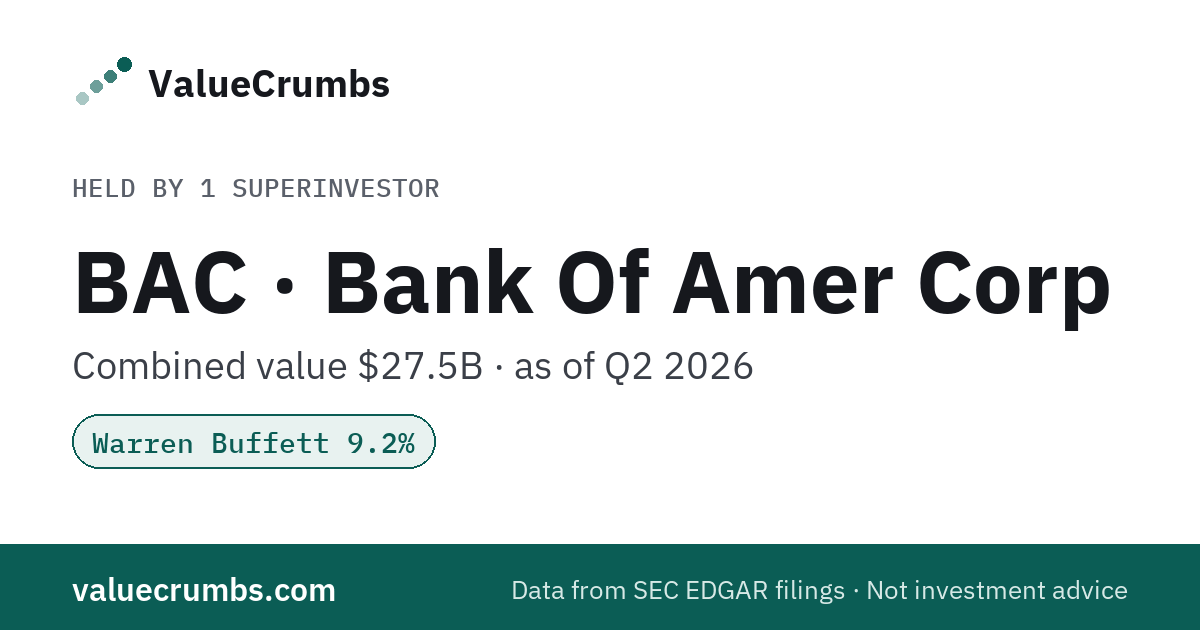 ValueCrumbs
HELD BY 1 SUPERINVESTOR
BAC · Bank Of Amer Corp
Combined value $27.5B · as of Q2 2026
Warren Buffett 9.2%
valuecrumbs.com
Data from SEC EDGAR filings · Not investment advice